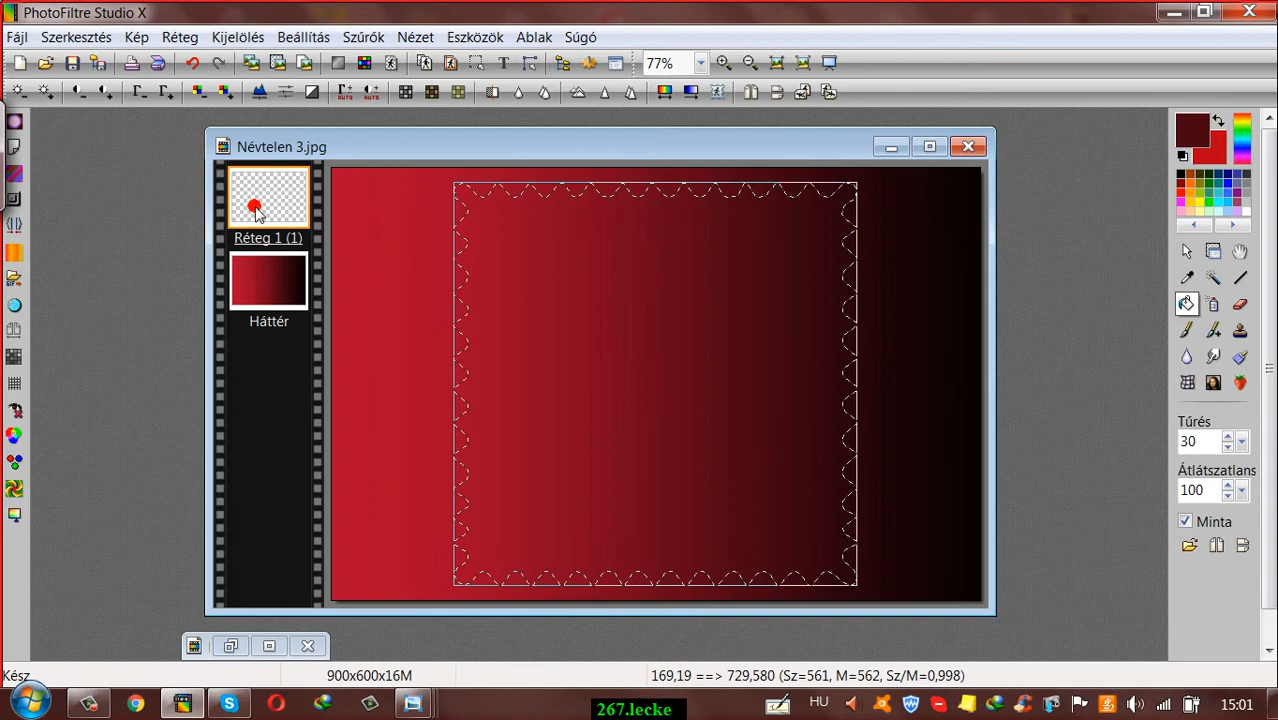 PhotoFiltre Studio X
Fájl Szerkesztés Kép Réteg Kijelölés Beállítás Szűrők Nézet Eszközök Ablak Súgó
77%
Névtelen 3.jpg
Réteg 1 (1)
Háttér
Tűrés
30
Átlátszatlans
100
Minta
Kész 900x600x16M 169,19 ==> 729,580 (Sz=561, M=562, Sz/M=0,998)
267.lecke
HU
15:01